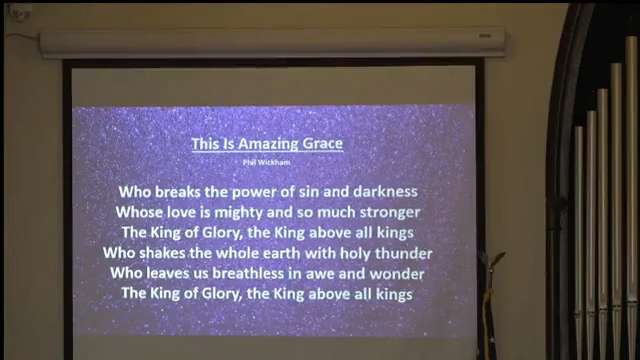 This Is Amazing Grace
Phil Wickham
Who breaks the power of sin and darkness
Whose love is mighty and so much stronger
The King of Glory, the King above all kings
Who shakes the whole earth with holy thunder
Who leaves us breathless in awe and wonder
The King of Glory, the King above all kings